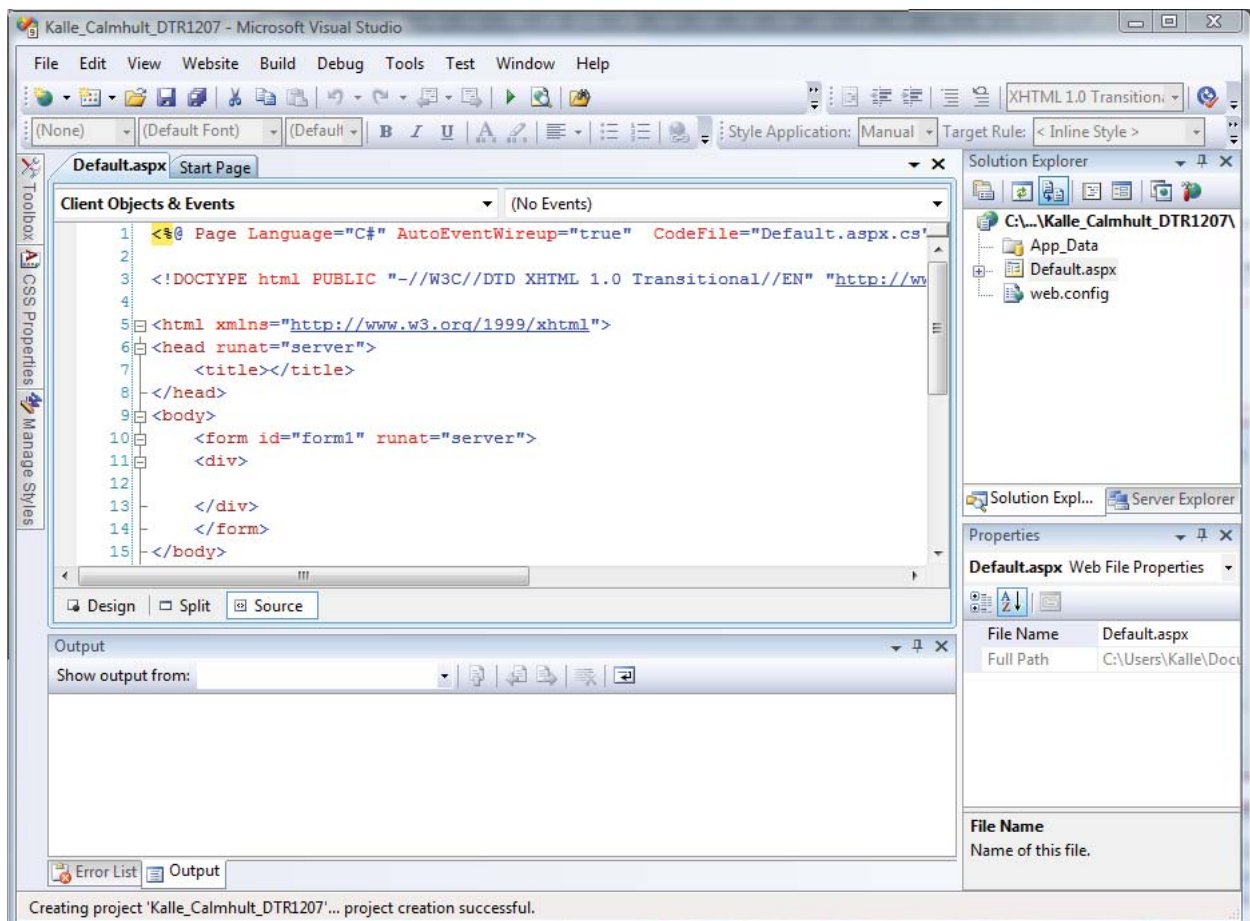 Kalle_Calmhult_DTR1207 - Microsoft Visual Studio
File Edit View Website Build Debug Tools Test Window Help
XHTML 1.0 Transition
(None) (Default Font) (Default B I U A Style Application: Manual Target Rule: < Inline Style >
Toolbox
CSS Properties
Manage Styles
Default.aspx Start Page
Client Objects & Events (No Events)
1 <%@ Page Language="C#" AutoEventWireup="true" CodeFile="Default.aspx.cs"
2
3 <!DOCTYPE html PUBLIC "-//W3C//DTD XHTML 1.0 Transitional//EN" "http://ww
4
5 <html xmlns="http://www.w3.org/1999/xhtml">
6 <head runat="server">
7 <title></title>
8 </head>
9 <body>
10 <form id="form1" runat="server">
11 <div>
12
13 </div>
14 </form>
15 </body>
Design Split Source
Output
Show output from:
Error List Output
Solution Explorer
C:\...\Kalle_Calmhult_DTR1207\
App_Data
Default.aspx
web.config
Solution Expl... Server Explorer
Properties
Default.aspx Web File Properties
File Name Default.aspx
Full Path C:\Users\Kalle\Docu
File Name
Name of this file.
Creating project 'Kalle_Calmhult_DTR1207'... project creation successful.